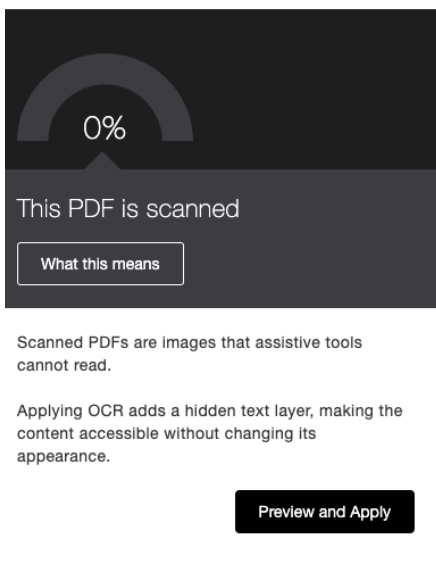 0%
This PDF is scanned
What this means
Scanned PDFs are images that assistive tools
cannot read.
Applying OCR adds a hidden text layer, making the
content accessible without changing its
appearance.
Preview and Apply